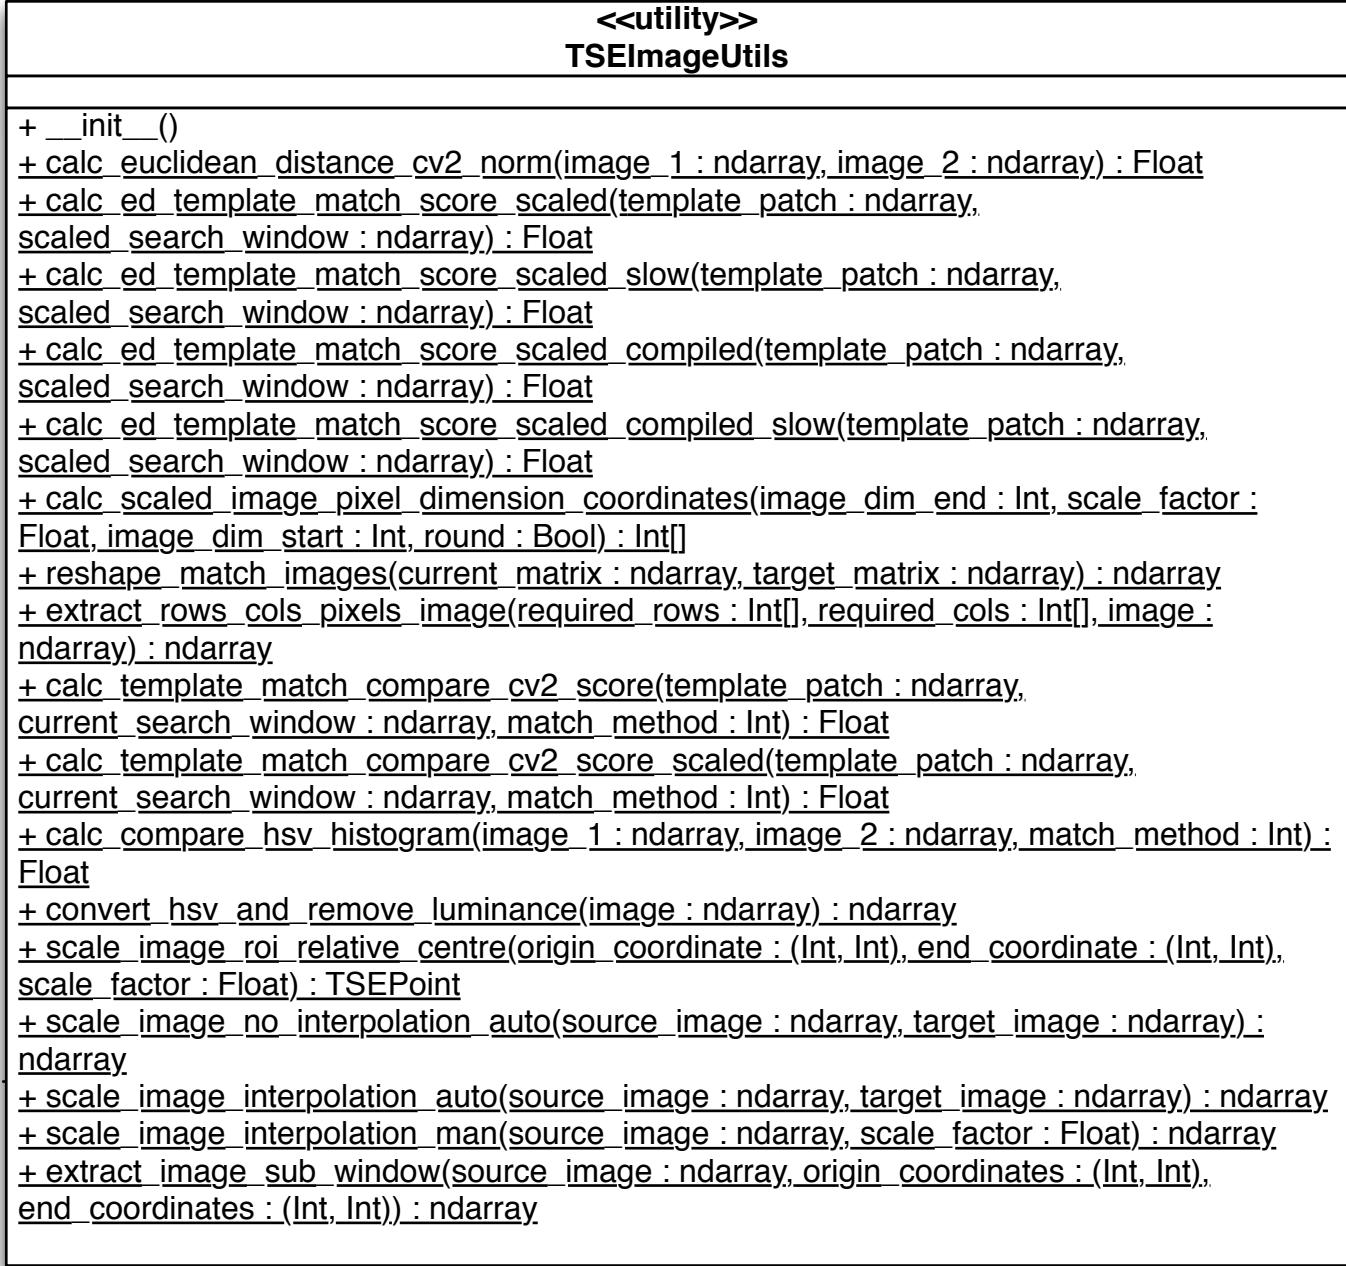 <<utility>>
TSEImageUtils
+ __init__()
+ calc_euclidean_distance_cv2_norm(image_1 : ndarray, image_2 : ndarray) : Float
+ calc_ed_template_match_score_scaled(template_patch : ndarray,
scaled_search_window : ndarray) : Float
+ calc_ed_template_match_score_scaled_slow(template_patch : ndarray,
scaled_search_window : ndarray) : Float
+ calc_ed_template_match_score_scaled_compiled(template_patch : ndarray,
scaled_search_window : ndarray) : Float
+ calc_ed_template_match_score_scaled_compiled_slow(template_patch : ndarray,
scaled_search_window : ndarray) : Float
+ calc_scaled_image_pixel_dimension_coordinates(image_dim_end : Int, scale_factor :
Float, image_dim_start : Int, round : Bool) : Int[]
+ reshape_match_images(current_matrix : ndarray, target_matrix : ndarray) : ndarray
+ extract_rows_cols_pixels_image(required_rows : Int[], required_cols : Int[], image :
ndarray) : ndarray
+ calc_template_match_compare_cv2_score(template_patch : ndarray,
current_search_window : ndarray, match_method : Int) : Float
+ calc_template_match_compare_cv2_score_scaled(template_patch : ndarray,
current_search_window : ndarray, match_method : Int) : Float
+ calc_compare_hsv_histogram(image_1 : ndarray, image_2 : ndarray, match_method : Int) :
Float
+ convert_hsv_and_remove_luminance(image : ndarray) : ndarray
+ scale_image_roi_relative_centre(origin_coordinate : (Int, Int), end_coordinate : (Int, Int),
scale_factor : Float) : TSEPoint
+ scale_image_no_interpolation_auto(source_image : ndarray, target_image : ndarray) :
ndarray
+ scale_image_interpolation_auto(source_image : ndarray, target_image : ndarray) : ndarray
+ scale_image_interpolation_man(source_image : ndarray, scale_factor : Float) : ndarray
+ extract_image_sub_window(source_image : ndarray, origin_coordinates : (Int, Int),
end_coordinates : (Int, Int)) : ndarray